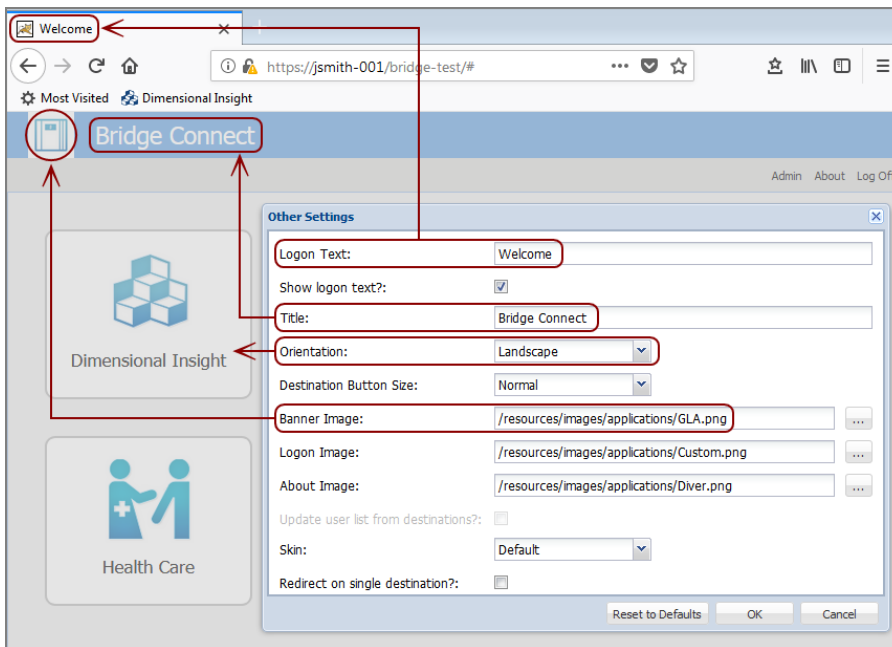 Welcome
https://jsmith-001/bridge-test/#
Most Visited Dimensional Insight
Bridge Connect
Admin About Log Of
Other Settings
Logon Text: Welcome
Show logon text?:
Title: Bridge Connect
Orientation: Landscape
Dimensional Insight
Destination Button Size: Normal
Banner Image: /resources/images/applications/GLA.png ...
Logon Image: /resources/images/applications/Custom.png ...
About Image: /resources/images/applications/Diver.png ...
Update user list from destinations?:
Skin: Default
Health Care
Redirect on single destination?:
Reset to Defaults OK Cancel